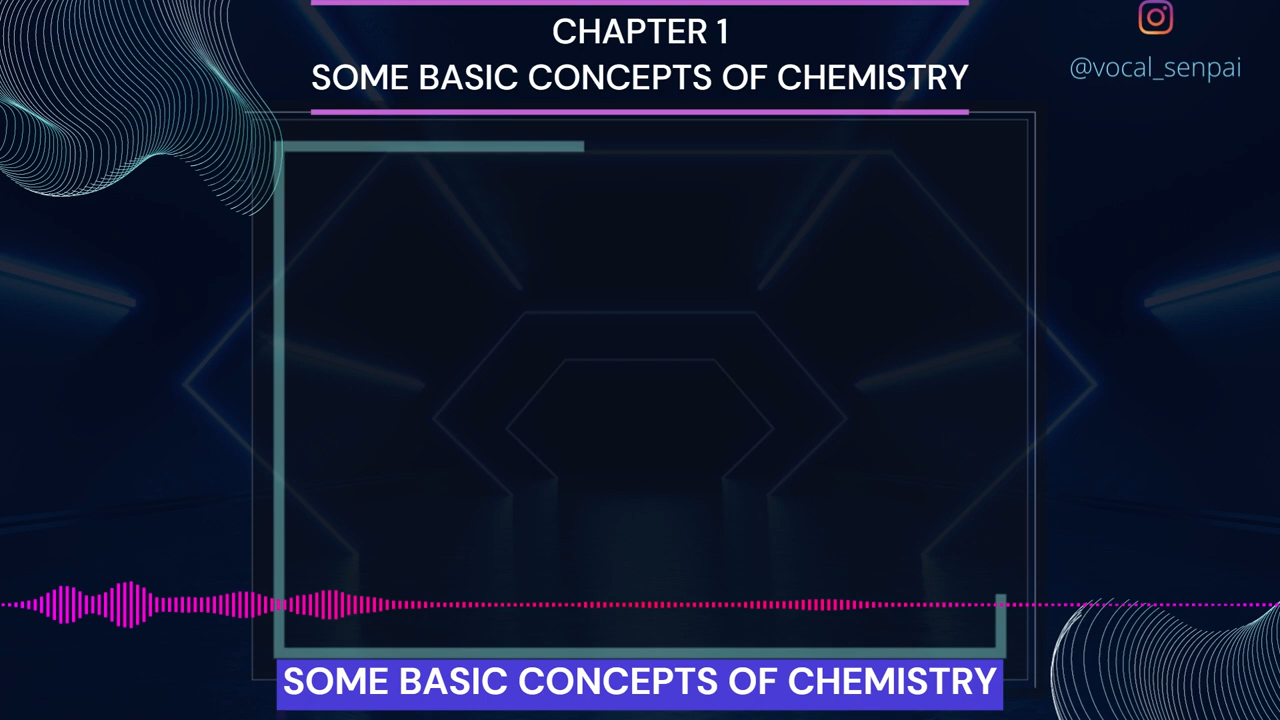 CHAPTER 1
SOME BASIC CONCEPTS OF CHEMISTRY
@vocal_senpai
SOME BASIC CONCEPTS OF CHEMISTRY